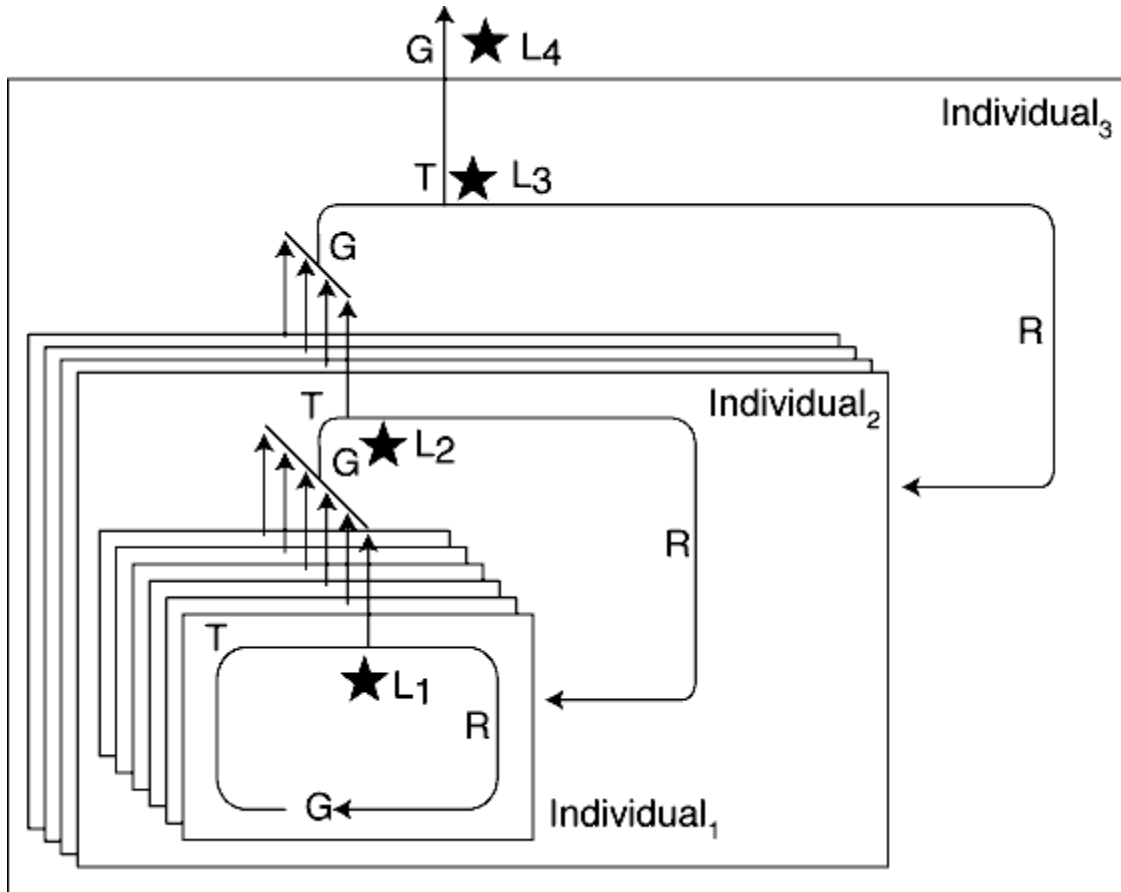 G ★ L4
Individual3
T ★ L3
G
R
Individual2
T
G ★ L2
R
T
★ L1
R
G
Individual1